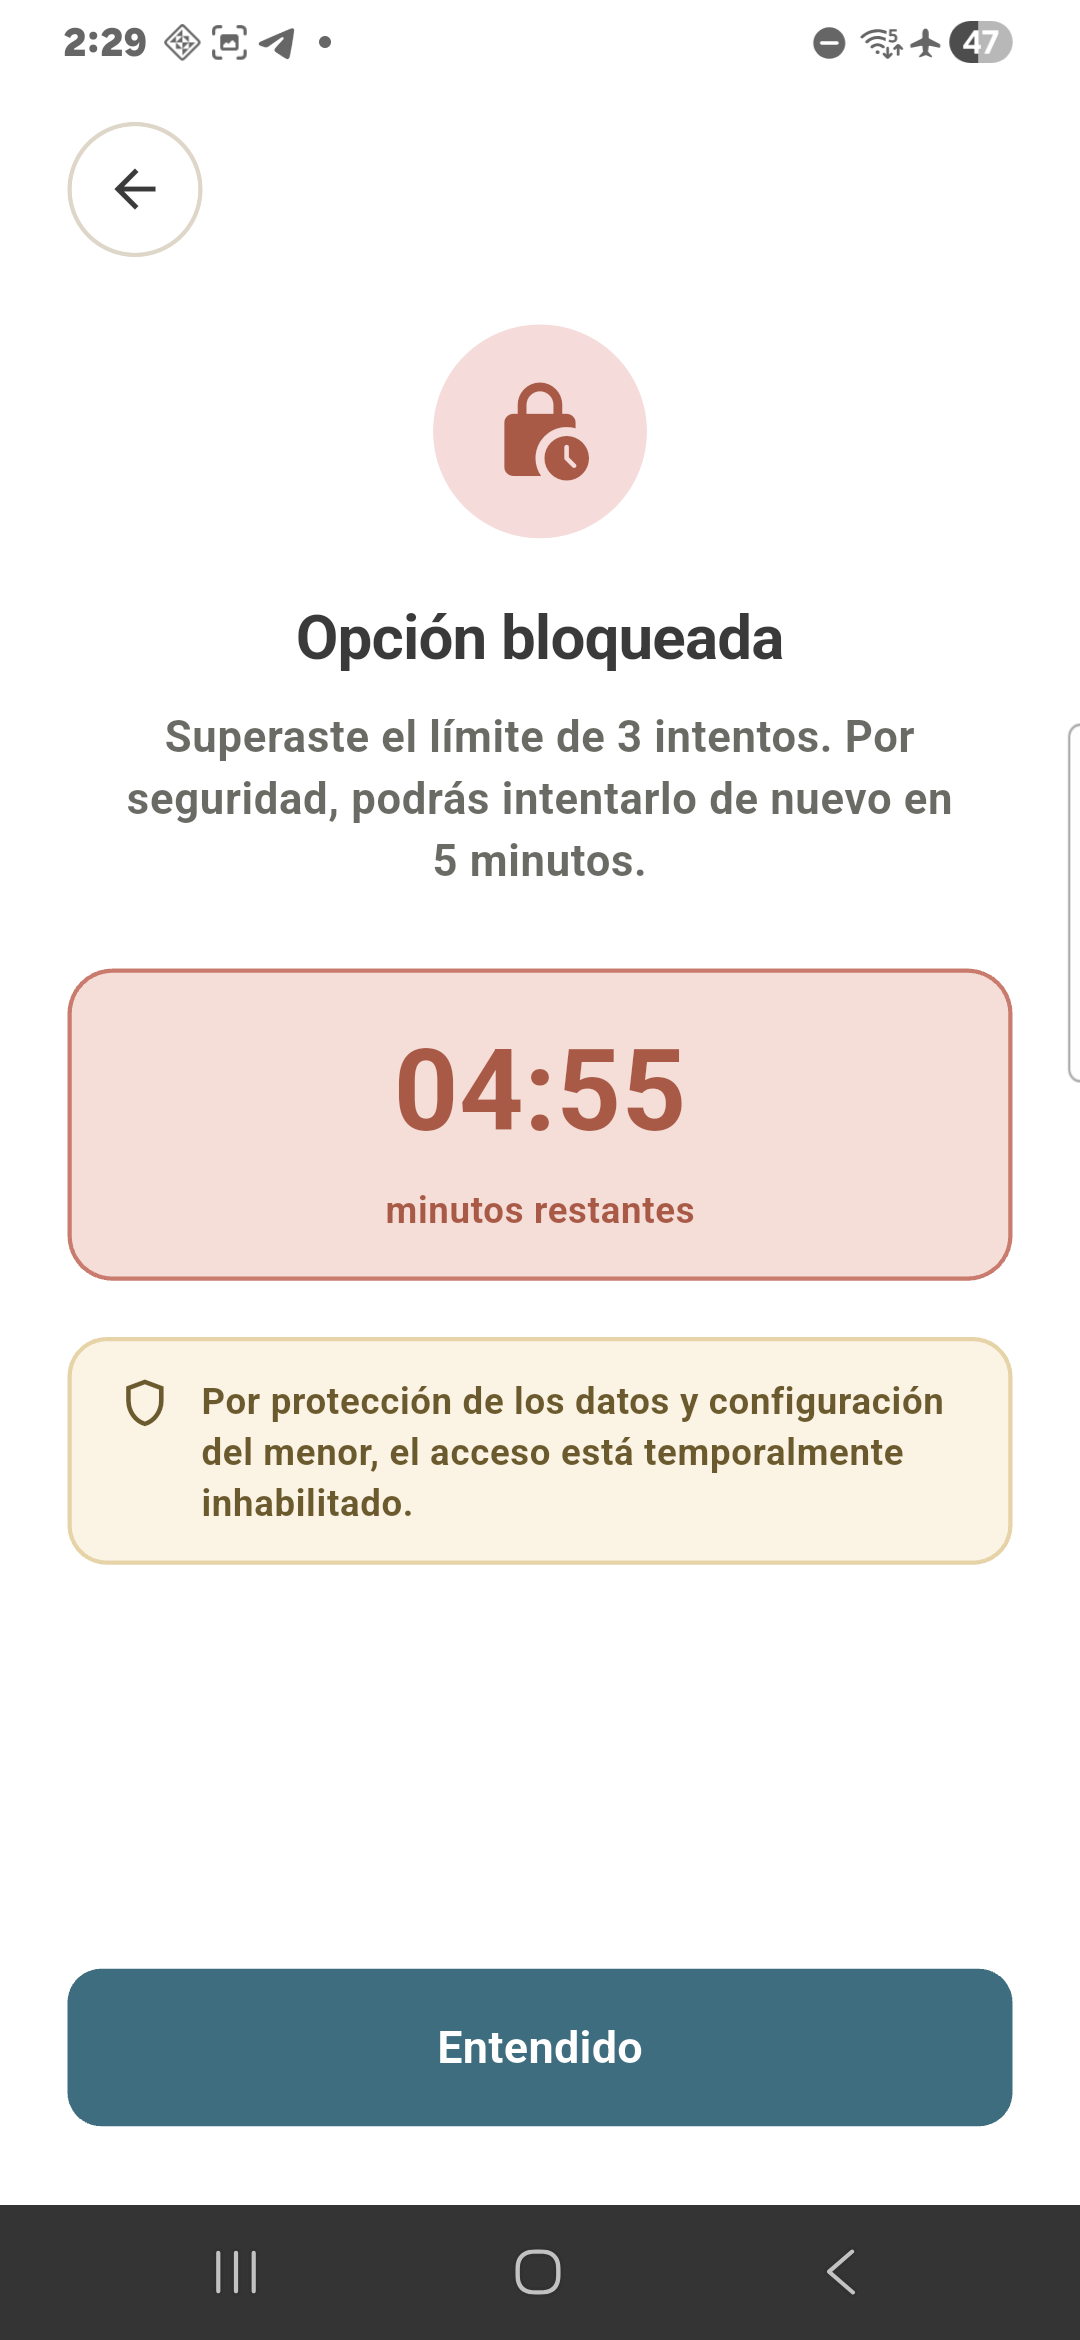 2:29
5
47
Opción bloqueada
Superaste el límite de 3 intentos. Por
seguridad, podrás intentarlo de nuevo en
5 minutos.
04:55
minutos restantes
Por protección de los datos y configuración
del menor, el acceso está temporalmente
inhabilitado.
Entendido